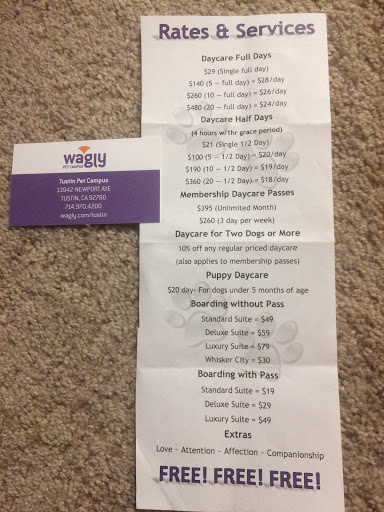 Rates & Services
Daycare Full Days
$29 (Single full day)
$140 (5 — full day) = $28/day
$260 (10 — full day) = $26/day
$480 (20 — full day) = $24/day
Daycare Half Days
(4 hours w/1hr grace period)
$21 (Single 1/2 Day)
$100 (5 — 1/2 Day) = $20/day
$190 (10 — 1/2 Day) = $19/day
$360 (20 — 1/2 Day) = $18/day
Membership Daycare Passes
$395 (Unlimited Month)
$260 (3 day per week)
Daycare for Two Dogs or More
10% off any regular priced daycare
(also applies to membership passes)
Puppy Daycare
$20 day- For dogs under 5 months of age
Boarding without Pass
Standard Suite = $49
Deluxe Suite = $59
Luxury Suite = $79
Whisker City = $30
Boarding with Pass
Standard Suite = $19
Deluxe Suite = $29
Luxury Suite = $49
Extras
Love - Attention - Affection - Companionship
FREE! FREE! FREE!
wagly
PET CAMPUS
Tustin Pet Campus
13942 NEWPORT AVE
TUSTIN, CA 92780
714.970.4200
wagly.com/tustin